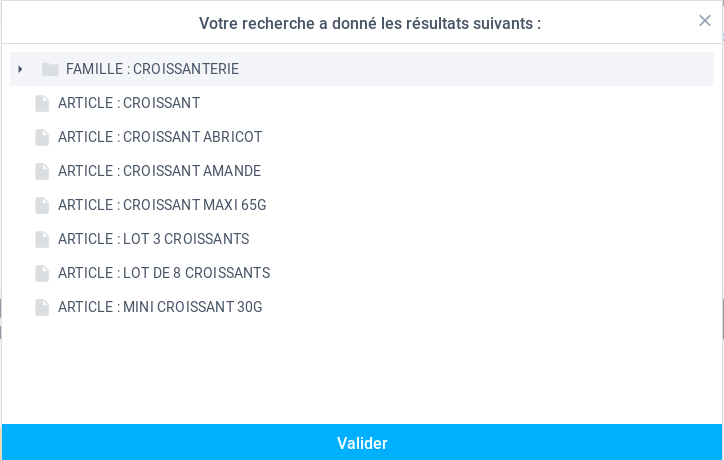 Votre recherche a donné les résultats suivants :
FAMILLE : CROISSANTERIE
ARTICLE : CROISSANT
ARTICLE : CROISSANT ABRICOT
ARTICLE : CROISSANT AMANDE
ARTICLE : CROISSANT MAXI 65G
ARTICLE : LOT 3 CROISSANTS
ARTICLE : LOT DE 8 CROISSANTS
ARTICLE : MINI CROISSANT 30G
Valider